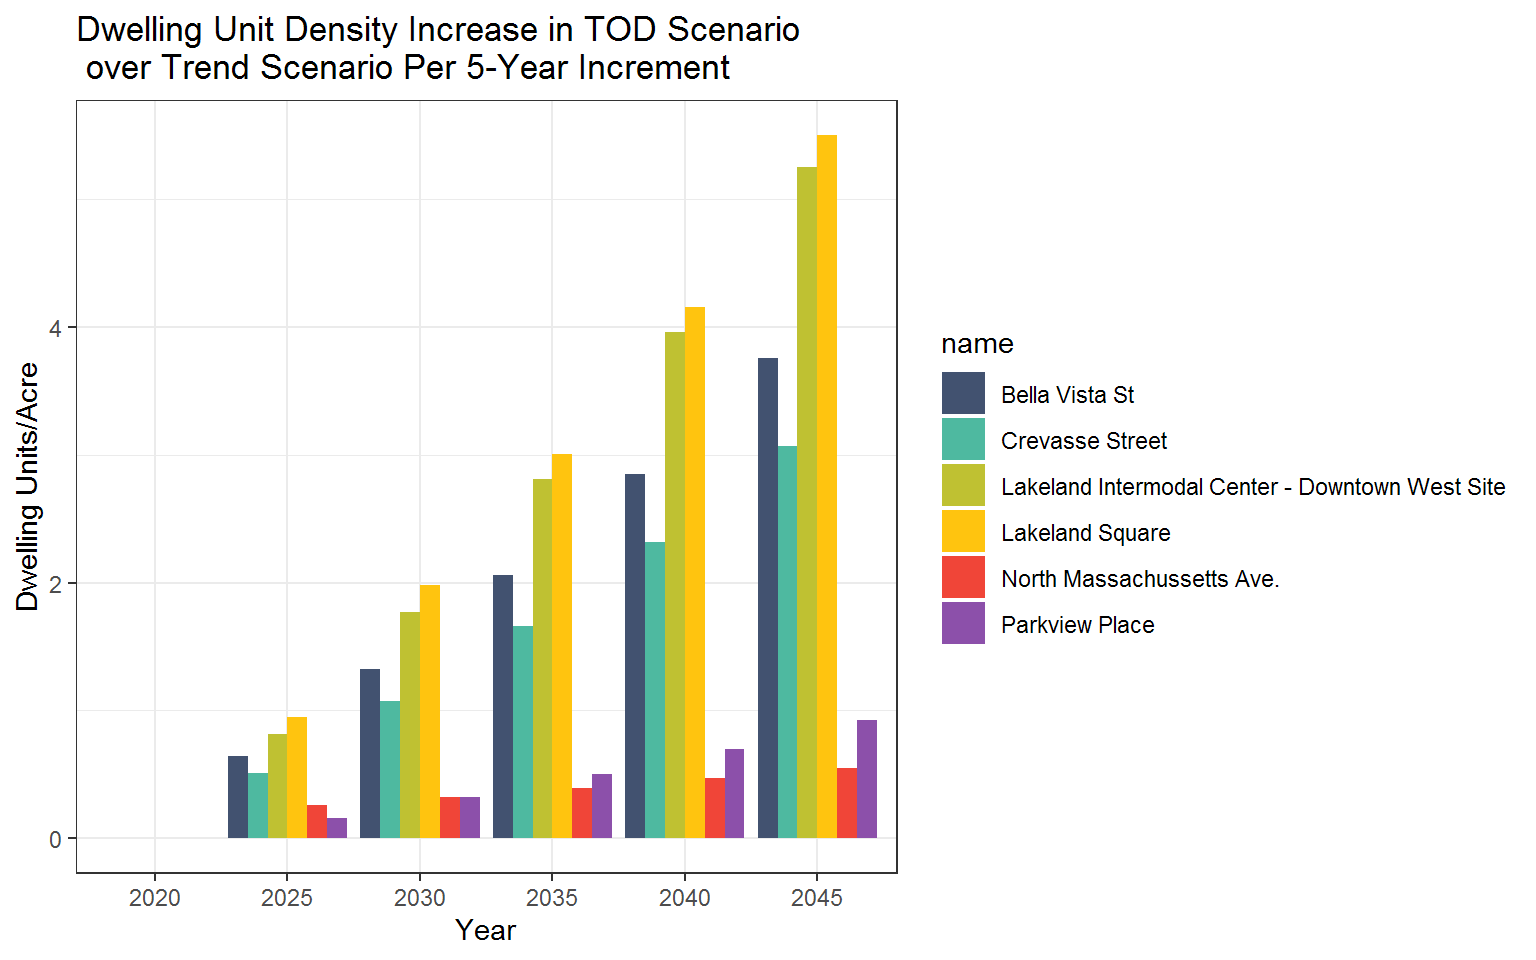 Dwelling Unit Density Increase in TOD Scenario
over Trend Scenario Per 5-Year Increment
Dwelling Units/Acre
4
2
0
2020 2025 2030 2035 2040 2045
Year
name
Bella Vista St
Crevasse Street
Lakeland Intermodal Center - Downtown West Site
Lakeland Square
North Massachussetts Ave.
Parkview Place